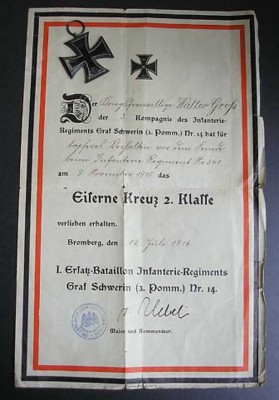 Der Kriegsfreiwillige Walter Groß
der 2. Kompagnie des Infanterie-
Regiments Graf Schwerin (3. Pomm.) Nr. 14 hat für
tapferes Verhalten vor dem Feinde
beim Infanterie Regiment No 341
am 9 November 1915 das
Eiserne Kreuz 2. Klasse
verliehen erhalten.
Bromberg, den 12 Juli 1916
I. Ersatz-Bataillon Infanterie-Regiments
Graf Schwerin (3. Pomm.) Nr. 14.
Major und Kommandeur.